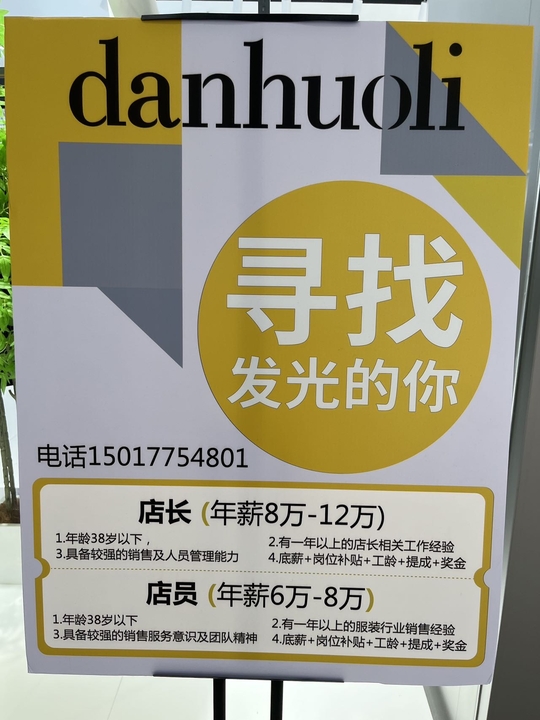 danhuoli
寻找
发光的你
电话15017754801
店长（年薪8万-12万)
1.年龄38岁以下，
2.有一年以上的店长相关工作经验
3.具备较强的销售及人员管理能力
4.底薪+岗位补贴+工龄+提成+奖金
店员（年薪6万-8万）
1.年龄38岁以下
2.有一年以上的服装行业销售经验
3.具备较强的销售服务意识及团队精神
4.底薪+岗位补贴+工龄+提成+奖金